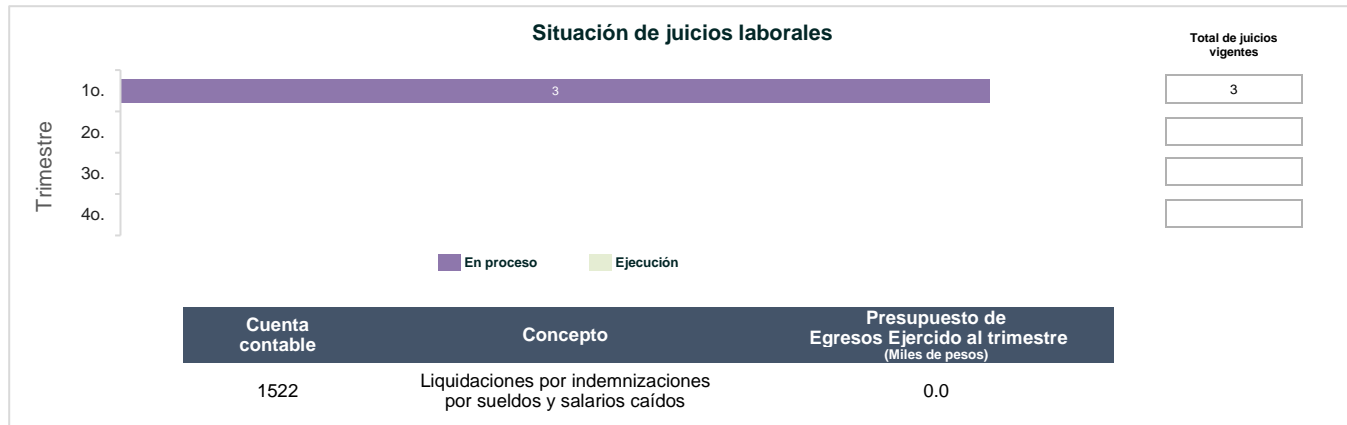 Situación de juicios laborales
Total de juicios
vigentes
Trimestre
1o.
3
3
2o.
3o.
4o.
En proceso
Ejecución
Cuenta
contable
Concepto
Presupuesto de
Egresos Ejercido al trimestre
(Miles de pesos)
1522
Liquidaciones por indemnizaciones
por sueldos y salarios caídos
0.0